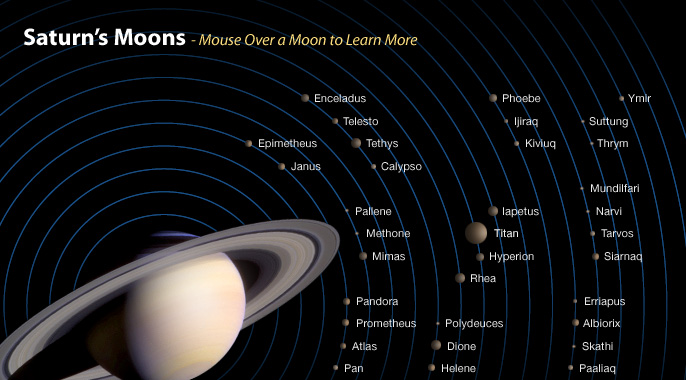 Saturn's Moons - Mouse Over a Moon to Learn More
Enceladus
Phoebe
Ymir
Telesto
Ijiraq
Suttung
Epimetheus
Tethys
Kiviuq
Thrym
Janus
Calypso
Mundilfari
Pallene
Iapetus
Narvi
Methone
Titan
Tarvos
Mimas
Hyperion
Siarnaq
Rhea
Pandora
Erriapus
Prometheus
Polydeuces
Albiorix
Atlas
Dione
Skathi
Pan
Helene
Paaliaq